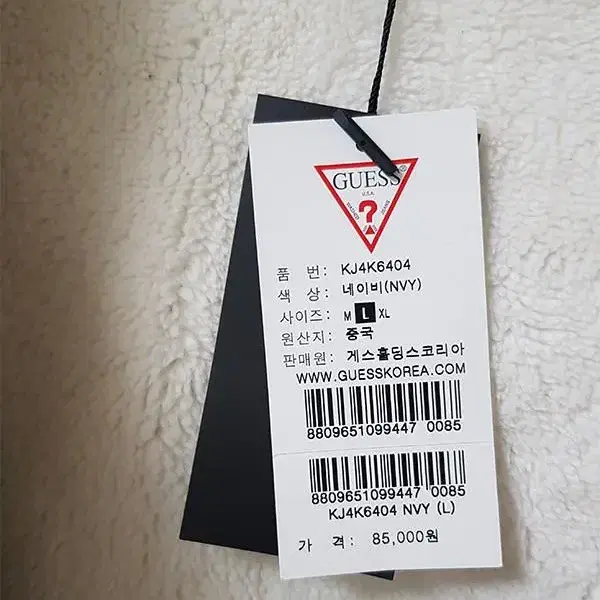 GUESS
U.S.A.
WASHED JEANS
?
품 번: KJ4K6404
색 상: 네이비(NVY)
사이즈: M L XL
원산지: 중국
판매원: 게스홀딩스코리아
WWW.GUESSKOREA.COM
8809651099447 0085
8809651099447 0085
KJ4K6404 NVY (L)
가 격: 85,000원